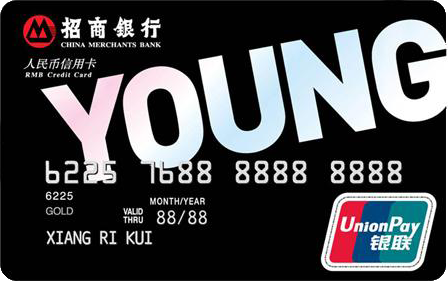 招商银行
CHINA MERCHANTS BANK
人民币信用卡
RMB Credit Card
YOUNG
6225 7688 8888 8888
6225
MONTH/YEAR
GOLD
VALID THRU 88/88
XIANG RI KUI
UnionPay
银联